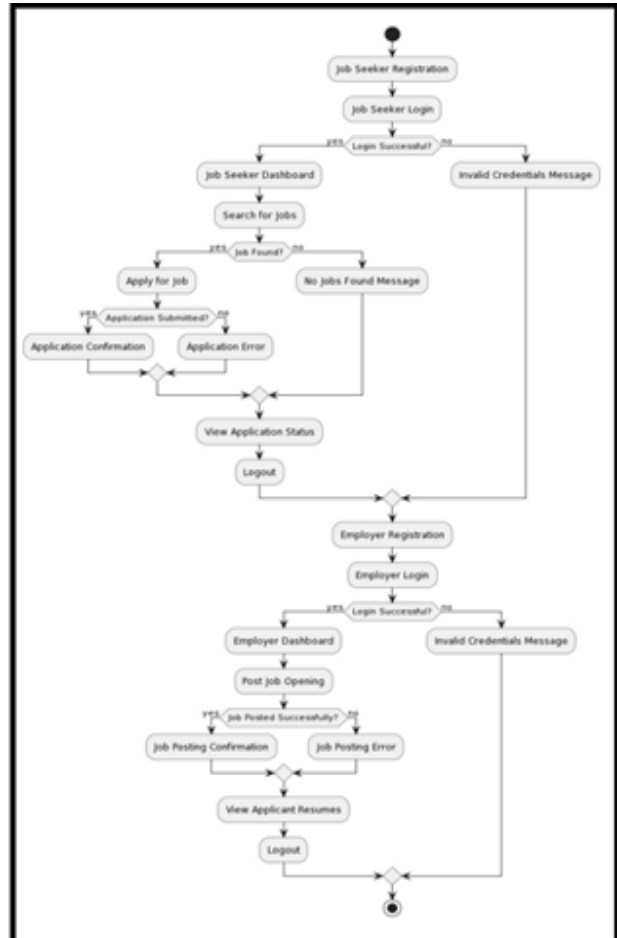 Job Seeker Registration
Job Seeker Login
yes
Login Successful?
no
Job Seeker Dashboard
Invalid Credentials Message
Search for Jobs
yes
Job Found?
no
Apply for Job
No Jobs Found Message
yes
Application Submitted?
no
Application Confirmation
Application Error
View Application Status
Logout
Employer Registration
Employer Login
yes
Login Successful?
no
Employer Dashboard
Invalid Credentials Message
Post Job Opening
yes
Job Posted Successfully?
no
Job Posting Confirmation
Job Posting Error
View Applicant Resumes
Logout